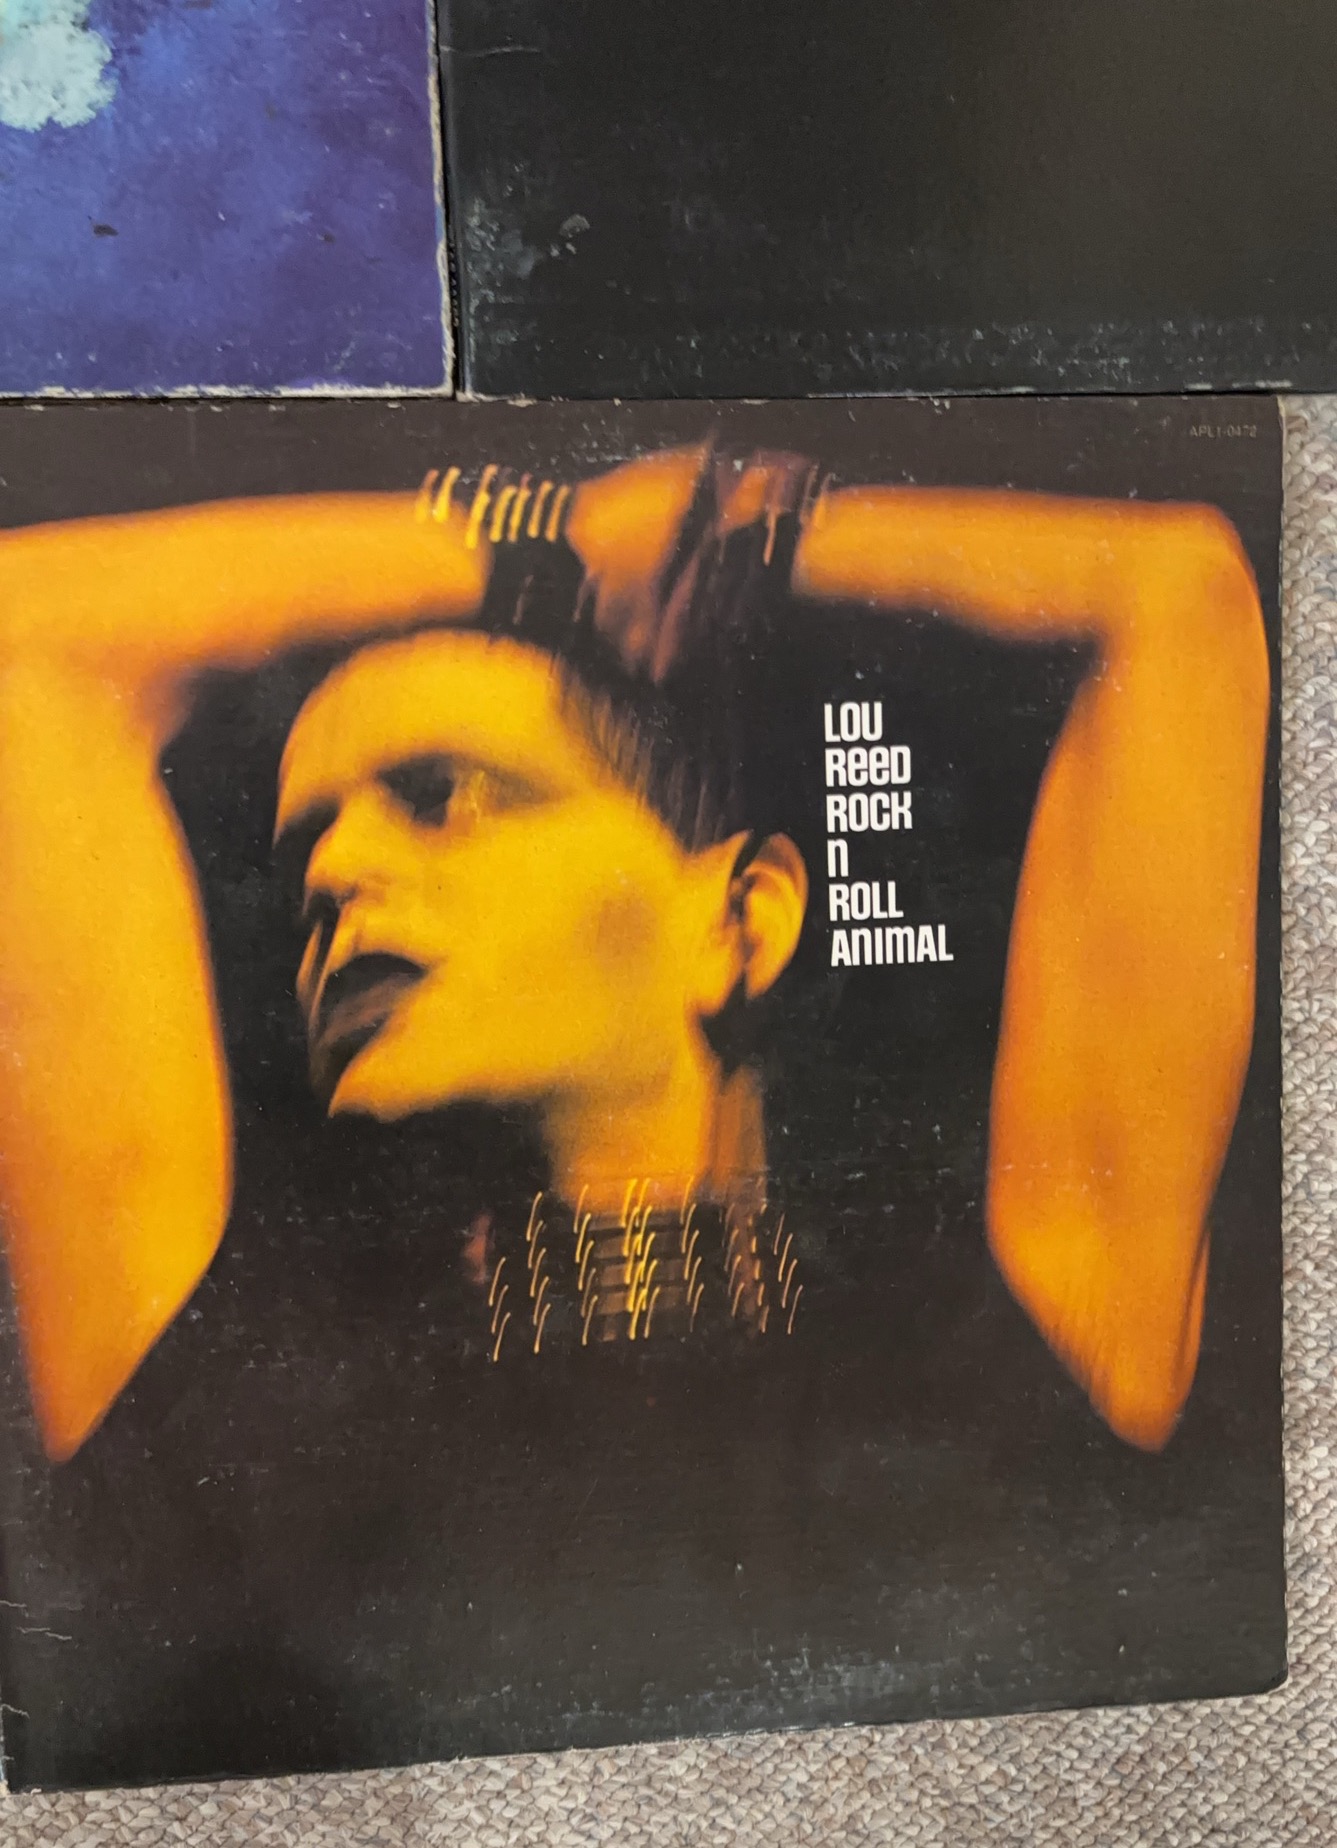 APL1-0472
LOU
REED
ROCK
N
ROLL
ANIMAL